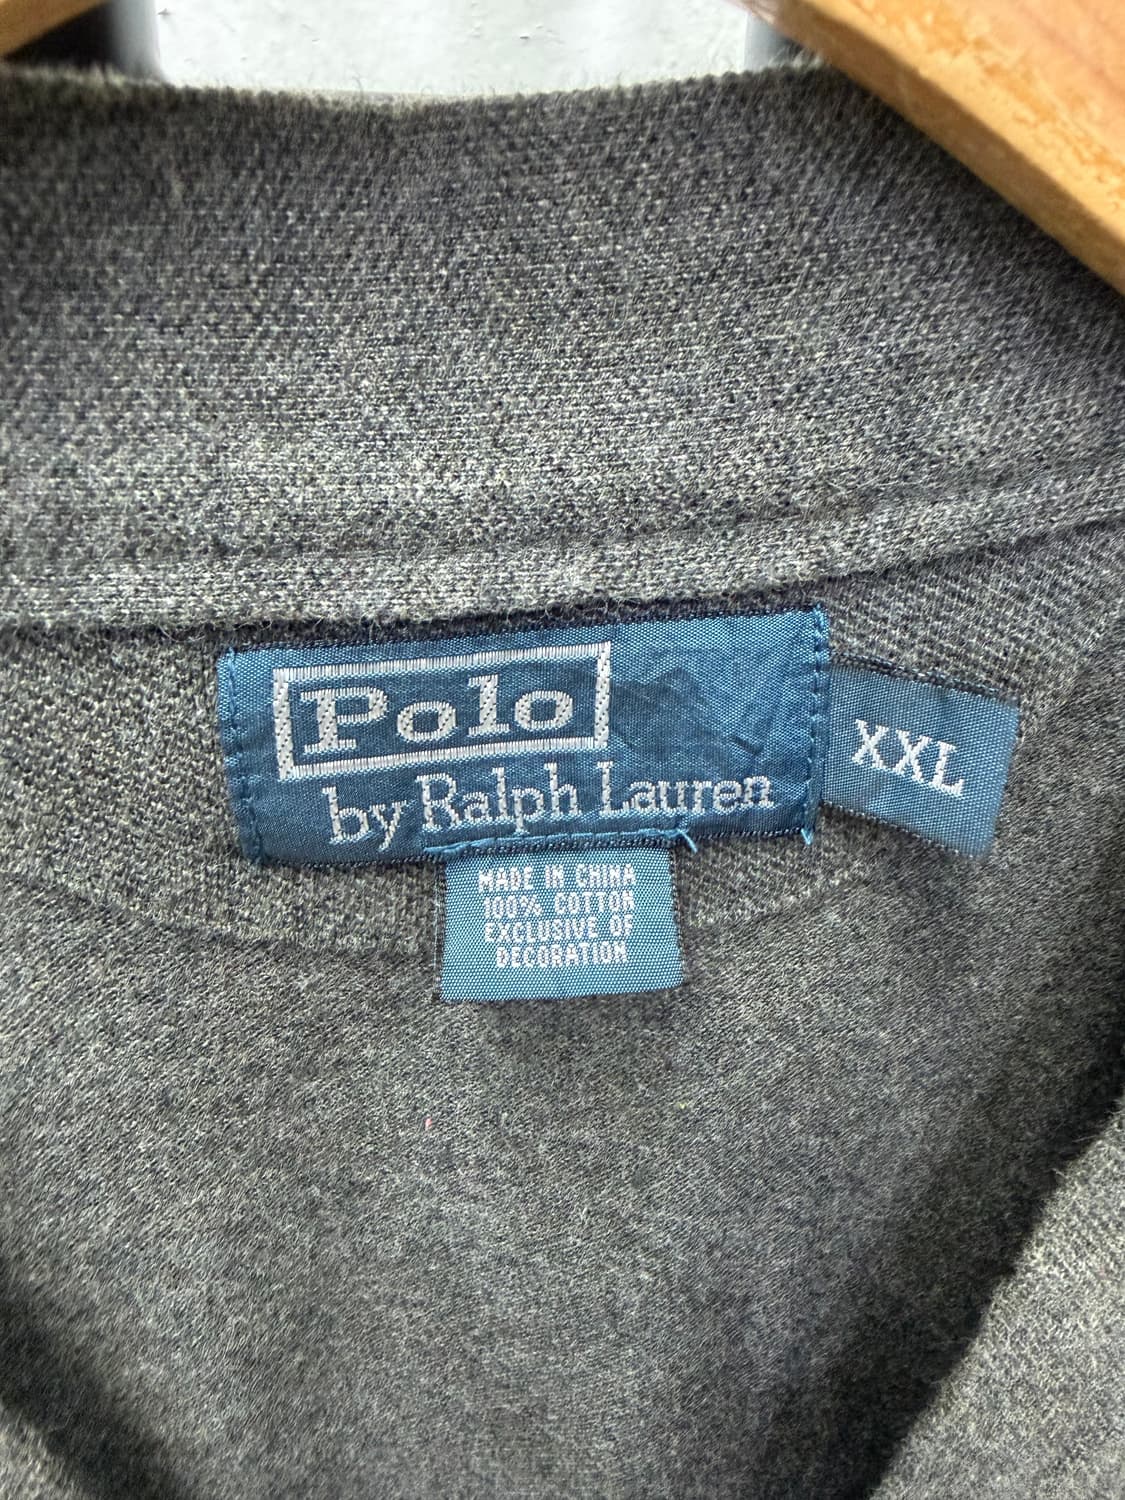 Polo
by Ralph Lauren
XXL
MADE IN CHINA
100% COTTON
EXCLUSIVE OF
DECORATION